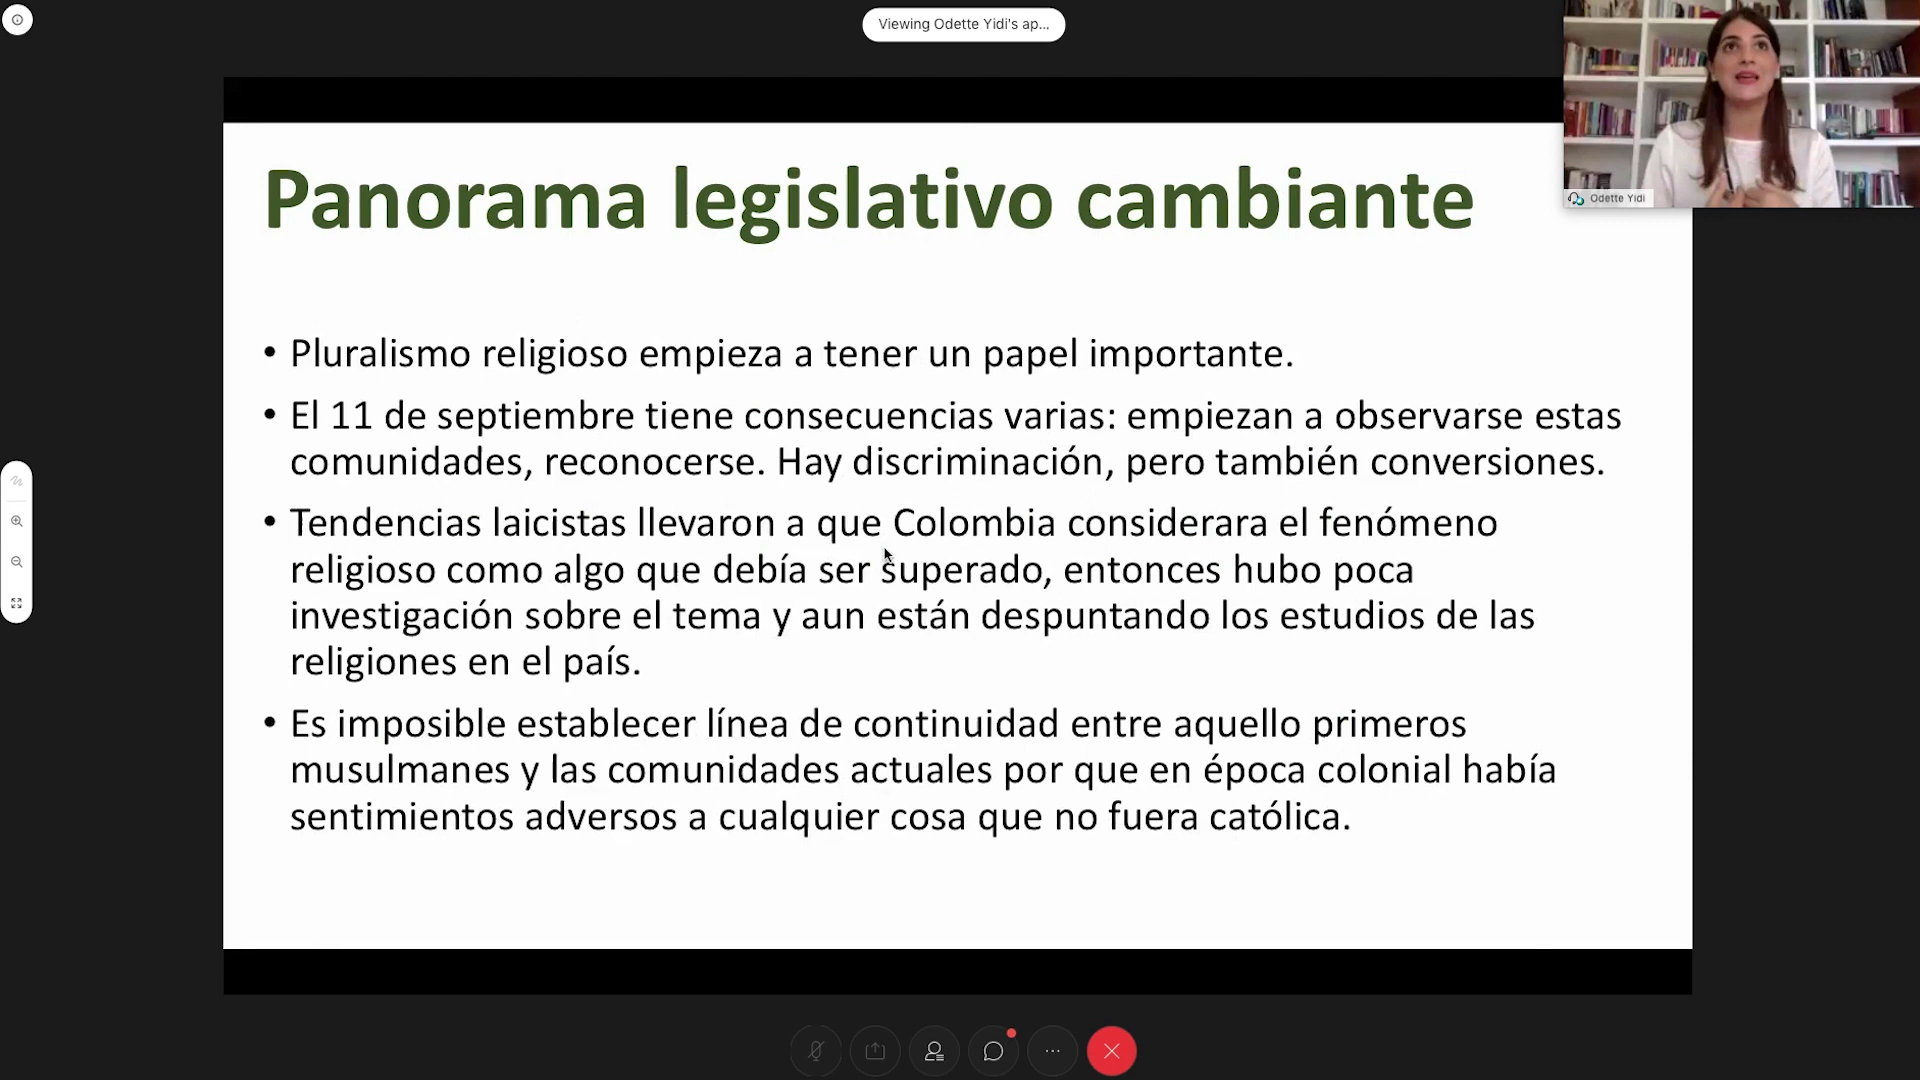 Viewing Odette Yidi's ap...
Odette Yidi
Panorama legislativo cambiante
• Pluralismo religioso empieza a tener un papel importante.
• El 11 de septiembre tiene consecuencias varias: empiezan a observarse estas
comunidades, reconocerse. Hay discriminación, pero también conversiones.
• Tendencias laicistas llevaron a que Colombia considerara el fenómeno
religioso como algo que debía ser superado, entonces hubo poca
investigación sobre el tema y aun están despuntando los estudios de las
religiones en el país.
• Es imposible establecer línea de continuidad entre aquello primeros
musulmanes y las comunidades actuales por que en época colonial había
sentimientos adversos a cualquier cosa que no fuera católica.